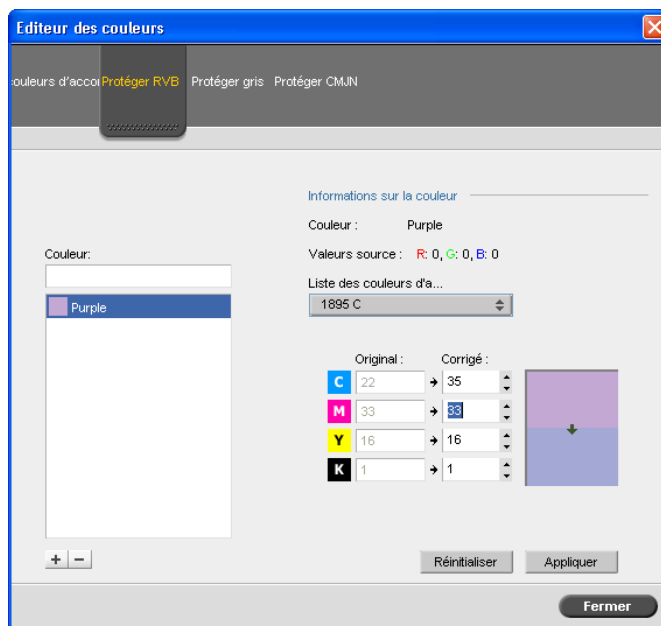 Editeur des couleurs
ouleurs d'accor Protéger RVB Protéger gris Protéger CMJN
Informations sur la couleur
Couleur : Purple
Couleur:
Valeurs source : R: 0, G: 0, B: 0
Liste des couleurs d'a...
Purple
1895 C
Original : Corrigé :
C 22 35
M 33 33
Y 16 16
K 1 1
+ −
Réinitialiser Appliquer
Fermer